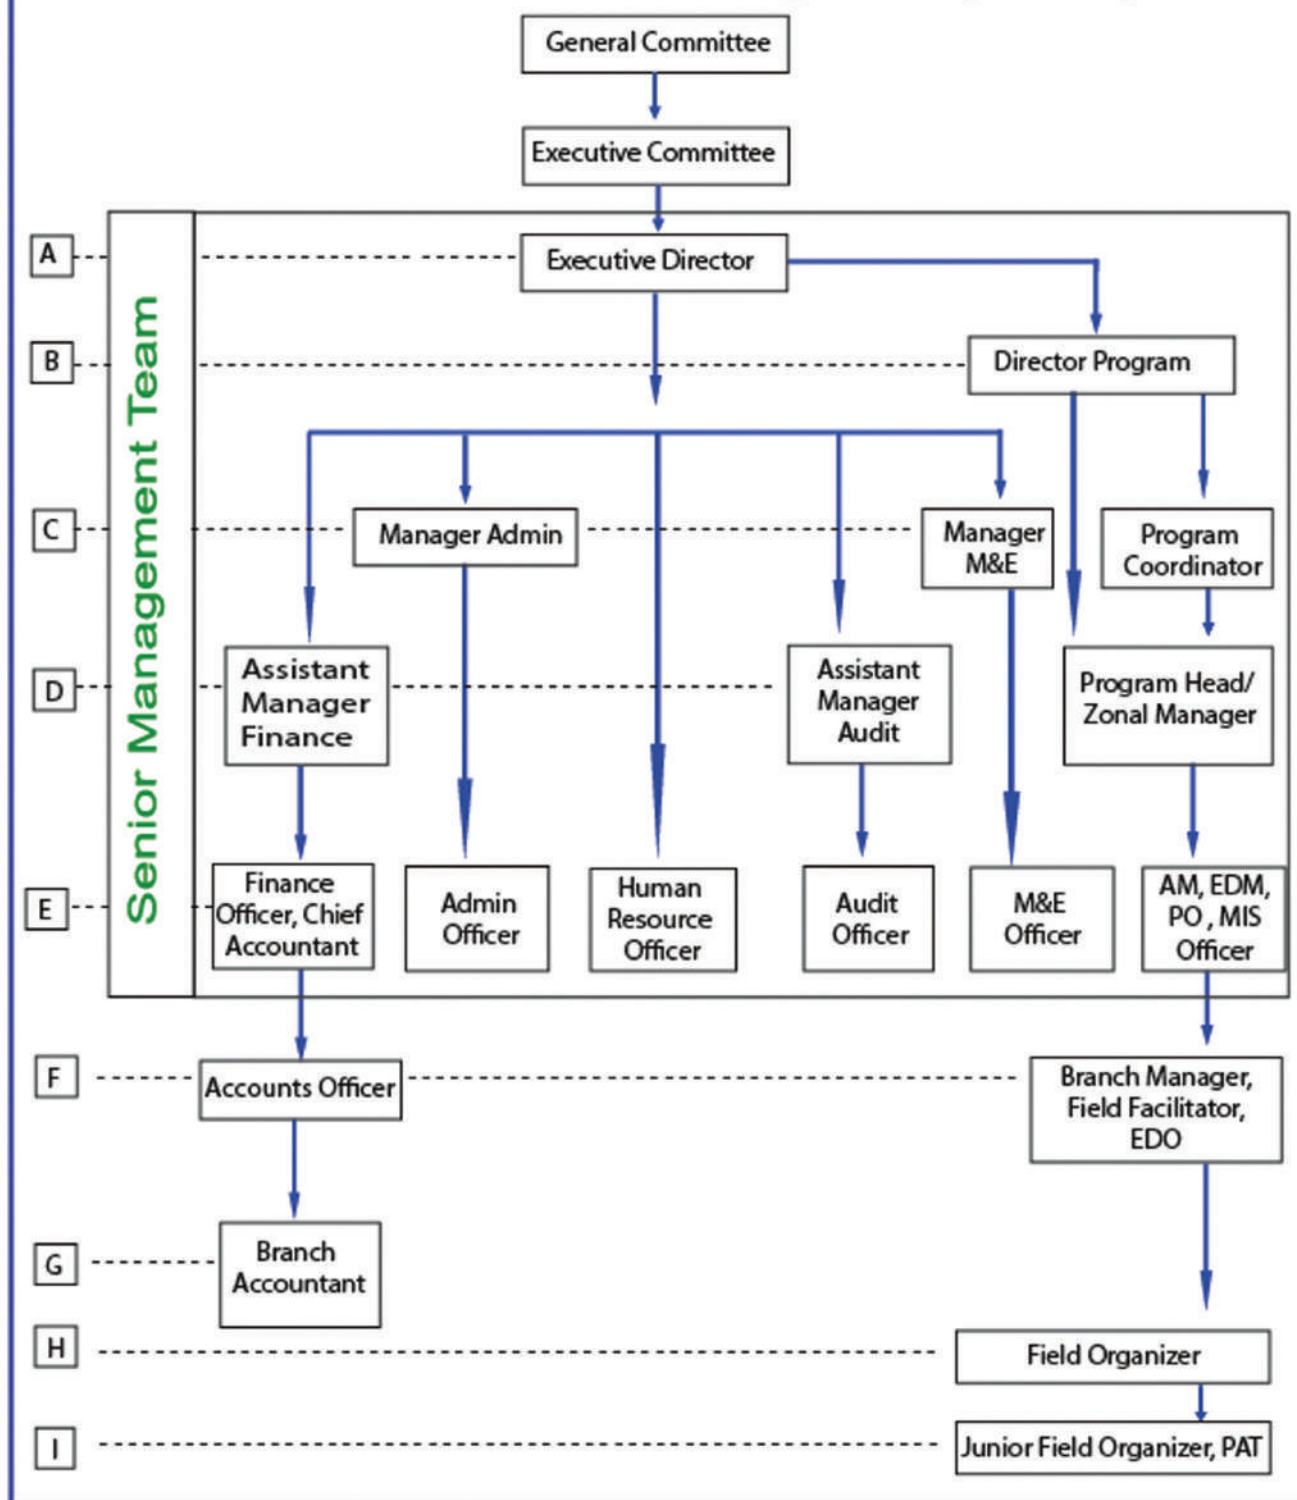 General Committee
Executive Committee
A
Executive Director
B
Director Program
Senior Management Team
C
Manager Admin
Manager
M&E
Program
Coordinator
D
Assistant
Manager
Finance
Assistant
Manager
Audit
Program Head/
Zonal Manager
E
Finance
Officer, Chief
Accountant
Admin
Officer
Human
Resource
Officer
Audit
Officer
M&E
Officer
AM, EDM,
PO , MIS
Officer
F
Accounts Officer
Branch Manager,
Field Facilitator,
EDO
G
Branch
Accountant
H
Field Organizer
I
Junior Field Organizer, PAT